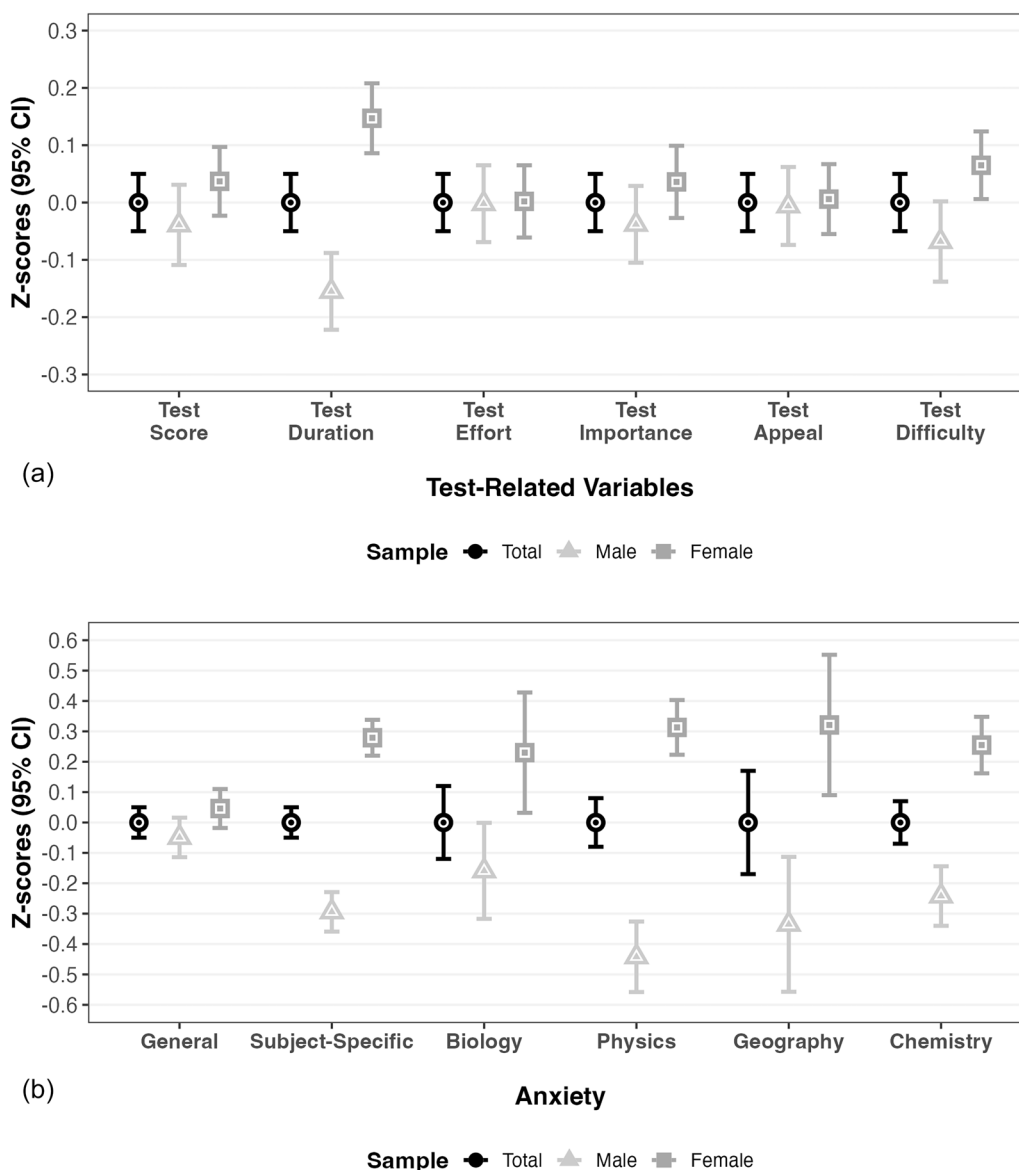 Z-scores (95% CI)
0.3
0.2
0.1
0.0
-0.1
-0.2
-0.3
Test Score
Test Duration
Test Effort
Test Importance
Test Appeal
Test Difficulty
(a)
Test-Related Variables
Sample Total Male Female
Z-scores (95% CI)
0.6
0.5
0.4
0.3
0.2
0.1
0.0
-0.1
-0.2
-0.3
-0.4
-0.5
-0.6
General Subject-Specific Biology Physics Geography Chemistry
(b)
Anxiety
Sample Total Male Female